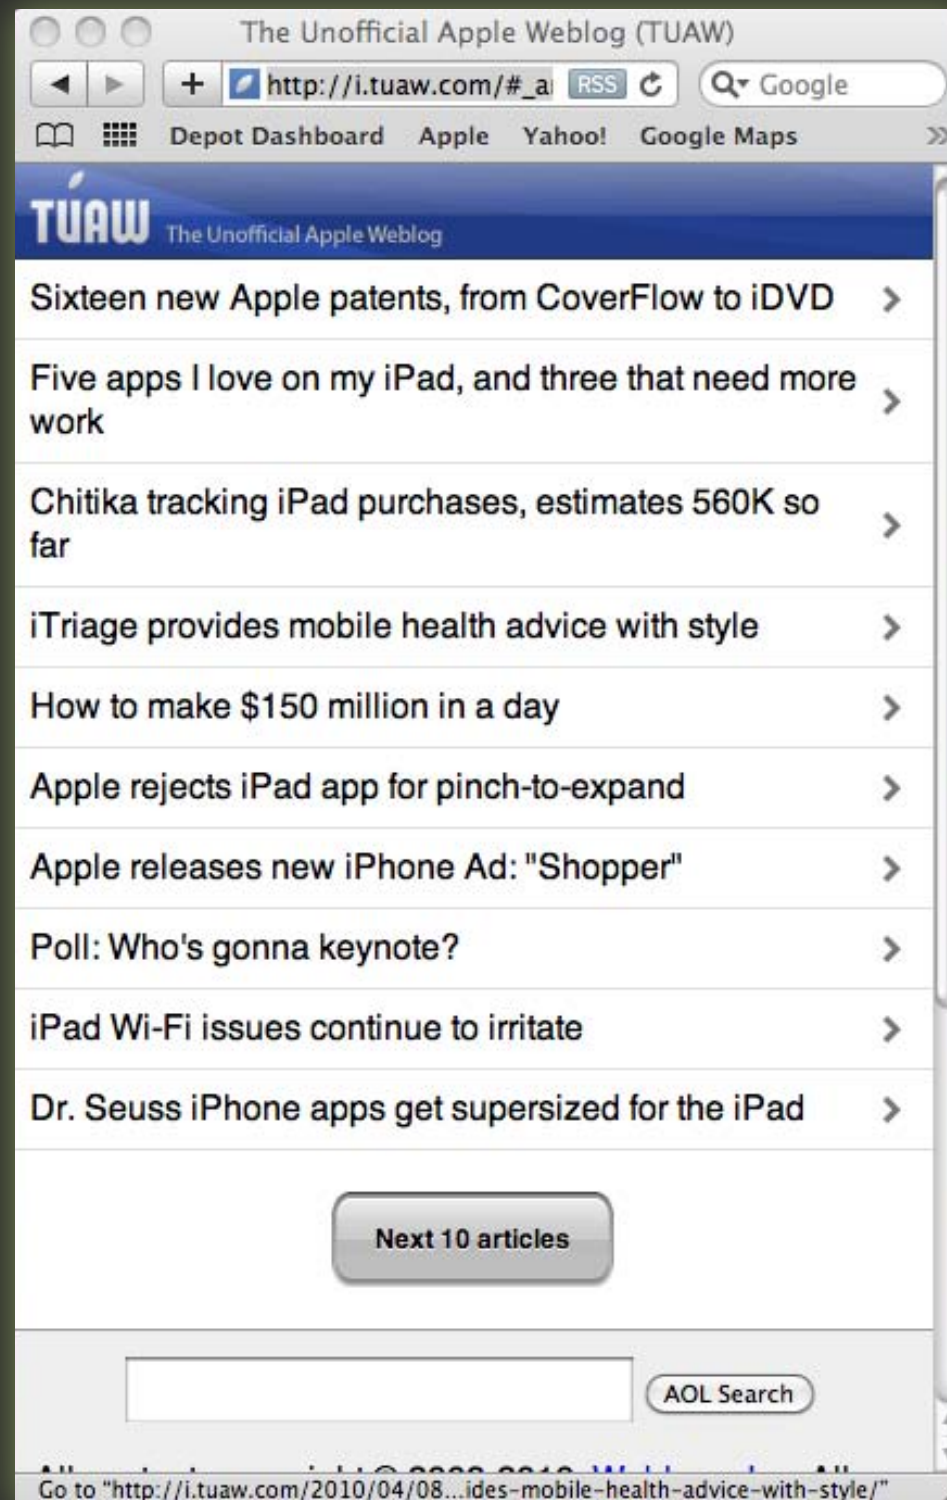 The Unofficial Apple Weblog (TUAW)
http://i.tuaw.com/#_a RSS Google
Depot Dashboard Apple Yahoo! Google Maps
TUAW The Unofficial Apple Weblog
Sixteen new Apple patents, from CoverFlow to iDVD
Five apps I love on my iPad, and three that need more
work
Chitika tracking iPad purchases, estimates 560K so
far
iTriage provides mobile health advice with style
How to make $150 million in a day
Apple rejects iPad app for pinch-to-expand
Apple releases new iPhone Ad: "Shopper"
Poll: Who's gonna keynote?
iPad Wi-Fi issues continue to irritate
Dr. Seuss iPhone apps get supersized for the iPad
Next 10 articles
AOL Search
Go to "http://i.tuaw.com/2010/04/08...ides-mobile-health-advice-with-style/"